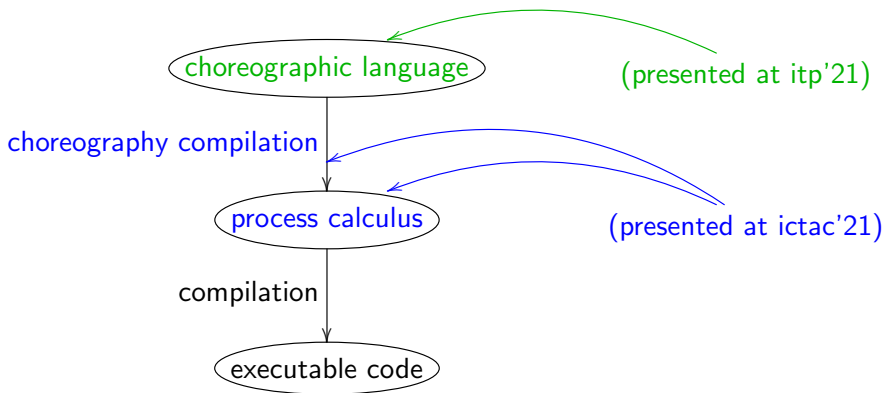 choreographic language
(presented at itp'21)
choreography compilation
process calculus
(presented at ictac'21)
compilation
executable code